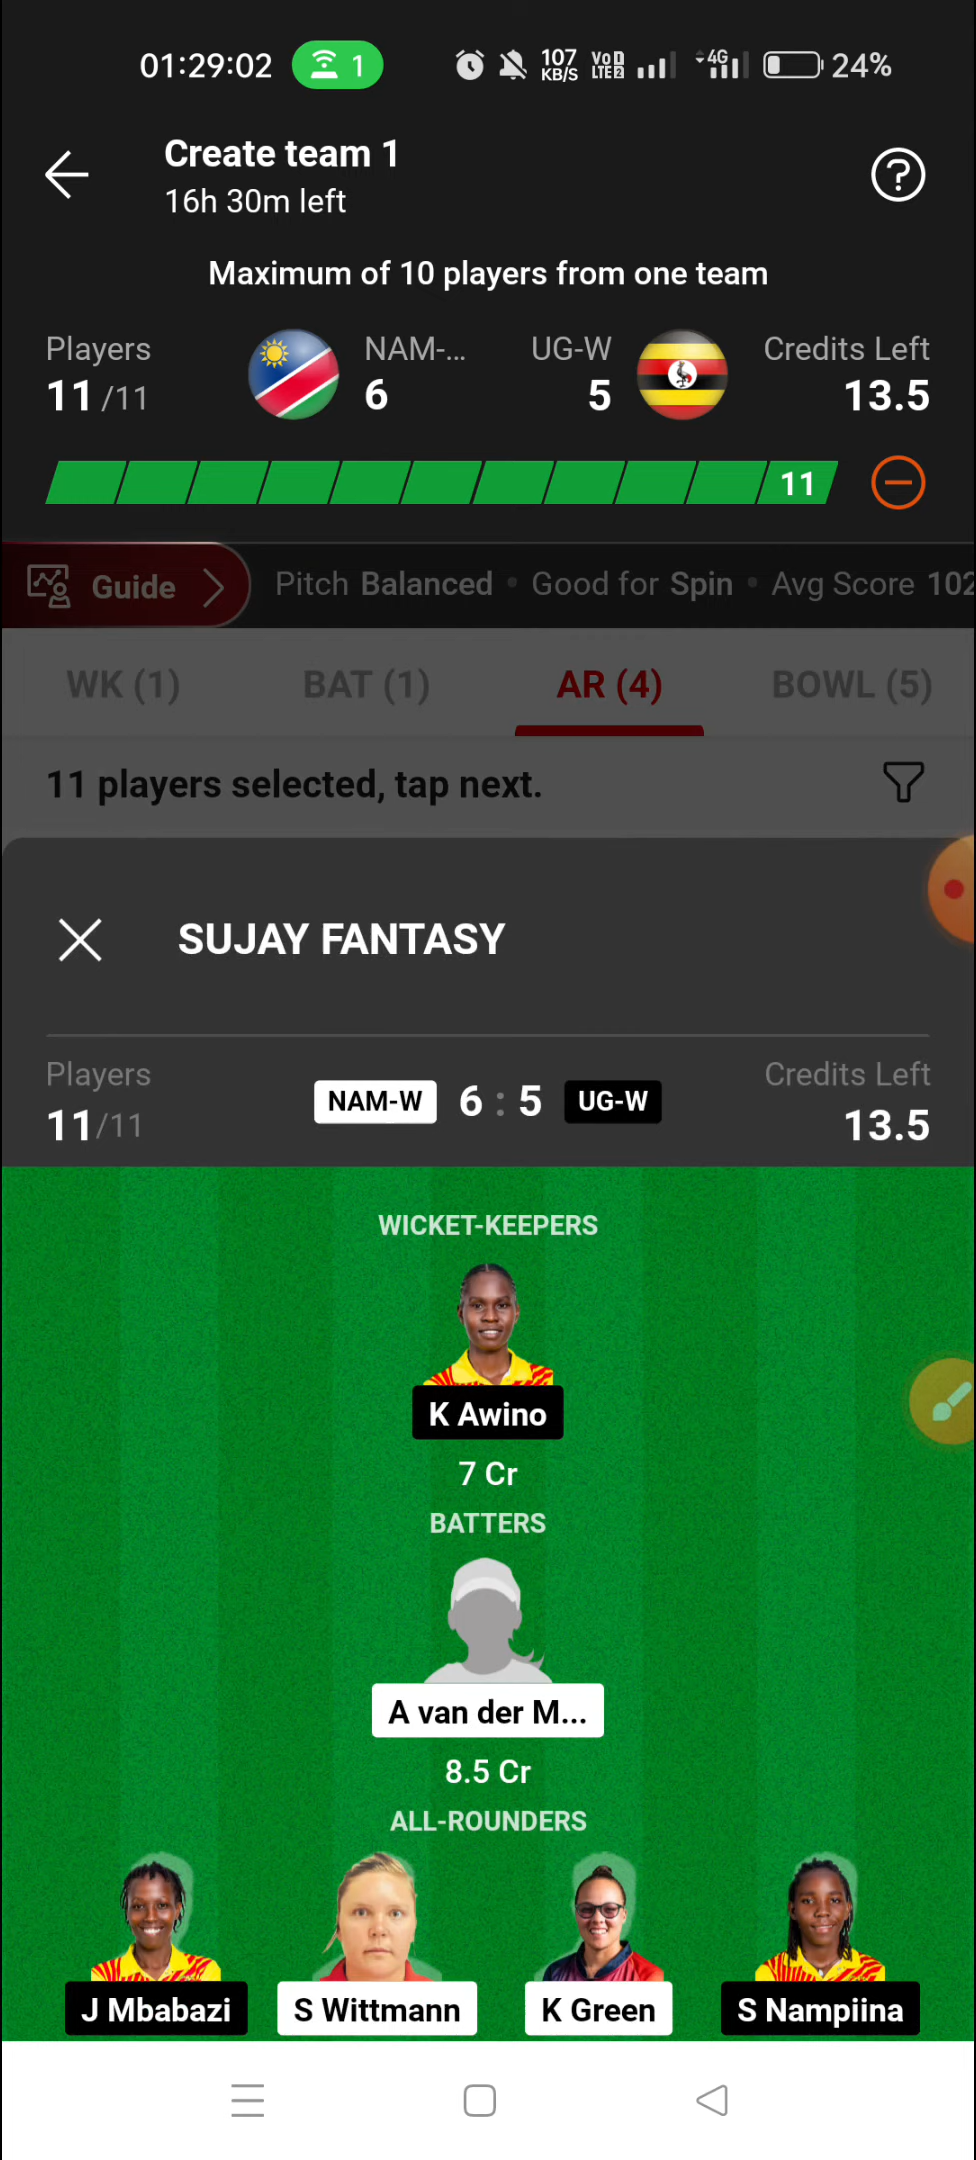 01:29:02 1 107 KB/S VoD LTE2 4G 24%
Create team 1
16h 30m left
Maximum of 10 players from one team
Players NAM-... UG-W Credits Left
11 /11 6 5 13.5
11
Guide Pitch Balanced • Good for Spin • Avg Score 102
WK (1) BAT (1) AR (4) BOWL (5)
11 players selected, tap next.
SUJAY FANTASY
Players Credits Left
11/11 NAM-W 6 : 5 UG-W 13.5
WICKET-KEEPERS
K Awino
7 Cr
BATTERS
A van der M...
8.5 Cr
ALL-ROUNDERS
J Mbabazi S Wittmann K Green S Nampiina